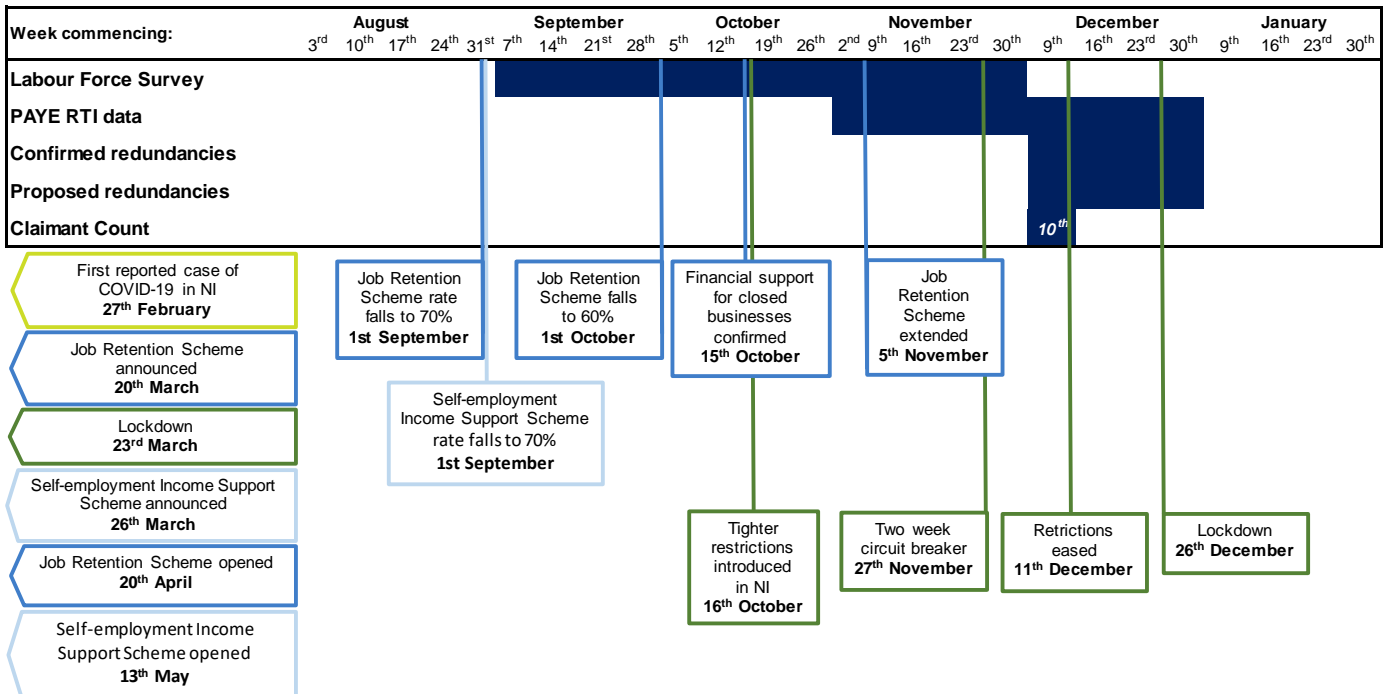 Week commencing:
August September October November December January
3rd 10th 17th 24th 31st 7th 14th 21st 28th 5th 12th 19th 26th 2nd 9th 16th 23rd 30th 9th 16th 23rd 30th 9th 16th 23rd 30th
Labour Force Survey
PAYE RTI data
Confirmed redundancies
Proposed redundancies
Claimant Count
10th
First reported case of
COVID-19 in NI
27th February
Job Retention Scheme
announced
20th March
Lockdown
23rd March
Self-employment Income Support
Scheme announced
26th March
Job Retention Scheme opened
20th April
Self-employment Income
Support Scheme opened
13th May
Job Retention
Scheme rate
falls to 70%
1st September
Self-employment
Income Support Scheme
rate falls to 70%
1st September
Job Retention
Scheme falls
to 60%
1st October
Financial support
for closed
businesses
confirmed
15th October
Job
Retention
Scheme
extended
5th November
Tighter
restrictions
introduced
in NI
16th October
Two week
circuit breaker
27th November
Retrictions
eased
11th December
Lockdown
26th December